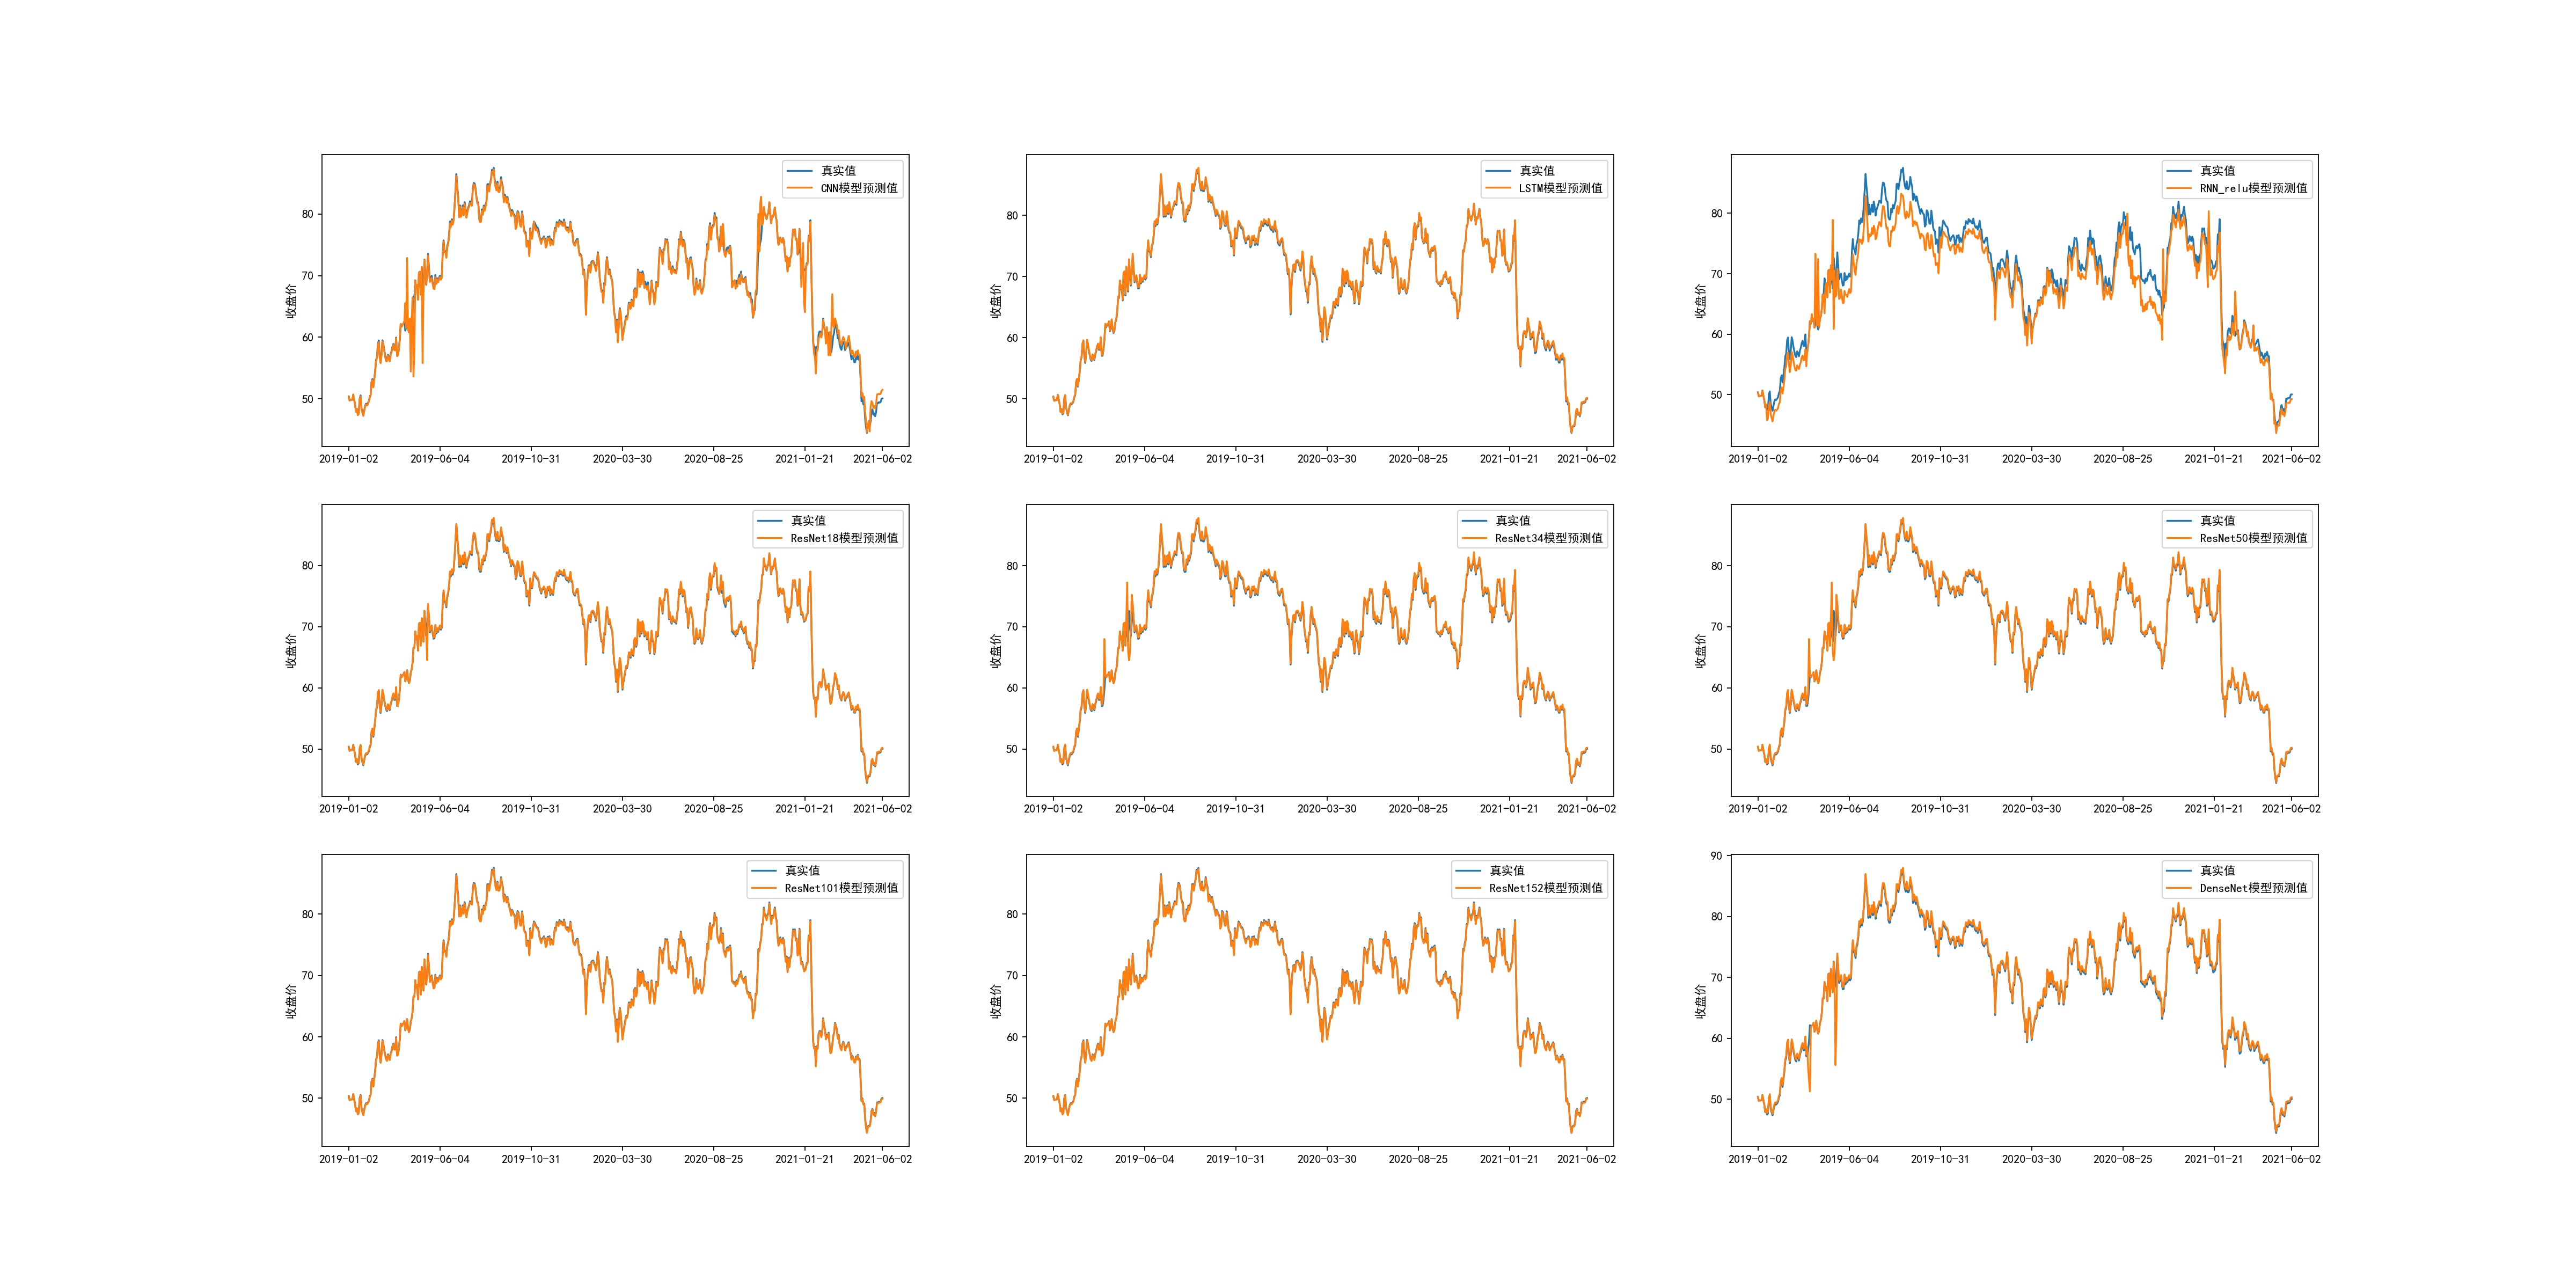 真实值
CNN模型预测值
80
70
60
50
收盘价
2019-01-02 2019-06-04 2019-10-31 2020-03-30 2020-08-25 2021-01-21 2021-06-02
真实值
LSTM模型预测值
80
70
60
50
收盘价
2019-01-02 2019-06-04 2019-10-31 2020-03-30 2020-08-25 2021-01-21 2021-06-02
真实值
RNN_relu模型预测值
80
70
60
50
收盘价
2019-01-02 2019-06-04 2019-10-31 2020-03-30 2020-08-25 2021-01-21 2021-06-02
真实值
ResNet18模型预测值
80
70
60
50
收盘价
2019-01-02 2019-06-04 2019-10-31 2020-03-30 2020-08-25 2021-01-21 2021-06-02
真实值
ResNet34模型预测值
80
70
60
50
收盘价
2019-01-02 2019-06-04 2019-10-31 2020-03-30 2020-08-25 2021-01-21 2021-06-02
真实值
ResNet50模型预测值
80
70
60
50
收盘价
2019-01-02 2019-06-04 2019-10-31 2020-03-30 2020-08-25 2021-01-21 2021-06-02
真实值
ResNet101模型预测值
80
70
60
50
收盘价
2019-01-02 2019-06-04 2019-10-31 2020-03-30 2020-08-25 2021-01-21 2021-06-02
真实值
ResNet152模型预测值
80
70
60
50
收盘价
2019-01-02 2019-06-04 2019-10-31 2020-03-30 2020-08-25 2021-01-21 2021-06-02
真实值
DenseNet模型预测值
90
80
70
60
50
收盘价
2019-01-02 2019-06-04 2019-10-31 2020-03-30 2020-08-25 2021-01-21 2021-06-02